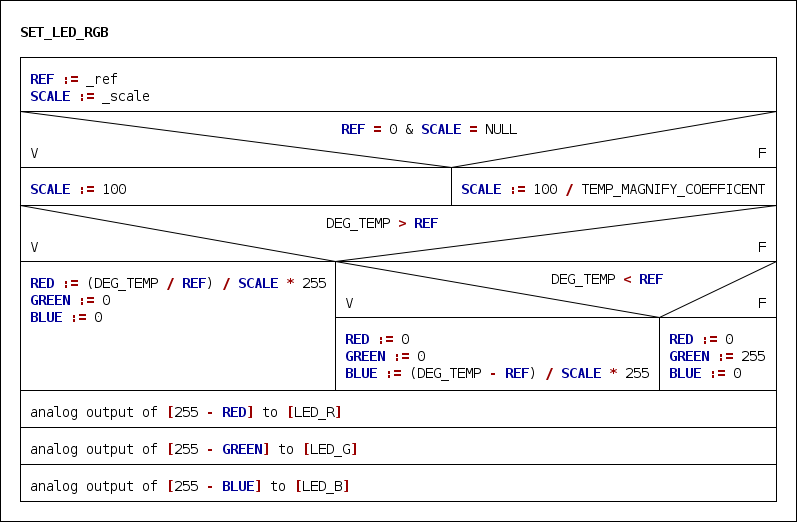 SET_LED_RGB
REF := _ref
SCALE := _scale
REF = 0 & SCALE = NULL
V F
SCALE := 100
SCALE := 100 / TEMP_MAGNIFY_COEFFICENT
DEG_TEMP > REF
V F
RED := (DEG_TEMP / REF) / SCALE * 255
GREEN := 0
BLUE := 0
DEG_TEMP < REF
V F
RED := 0
GREEN := 0
BLUE := (DEG_TEMP - REF) / SCALE * 255
RED := 0
GREEN := 255
BLUE := 0
analog output of [255 - RED] to [LED_R]
analog output of [255 - GREEN] to [LED_G]
analog output of [255 - BLUE] to [LED_B]